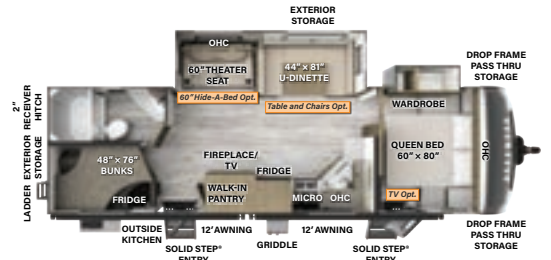 EXTERIOR
STORAGE
OHC
60" THEATER
SEAT
44" x 81"
U-DINETTE
60" Hide-A-Bed Opt.
Table and Chairs Opt.
DROP FRAME
PASS THRU
STORAGE
WARDROBE
QUEEN BED
60" x 80"
OHC
TV Opt.
2"
RECEIVER
HITCH
EXTERIOR
STORAGE
LADDER
48" x 76"
BUNKS
FRIDGE
FIREPLACE/
TV
FRIDGE
WALK-IN
PANTRY
MICRO
OHC
OUTSIDE
KITCHEN
12' AWNING
GRIDDLE
12' AWNING
SOLID STEP®
ENTRY
SOLID STEP®
ENTRY
DROP FRAME
PASS THRU
STORAGE